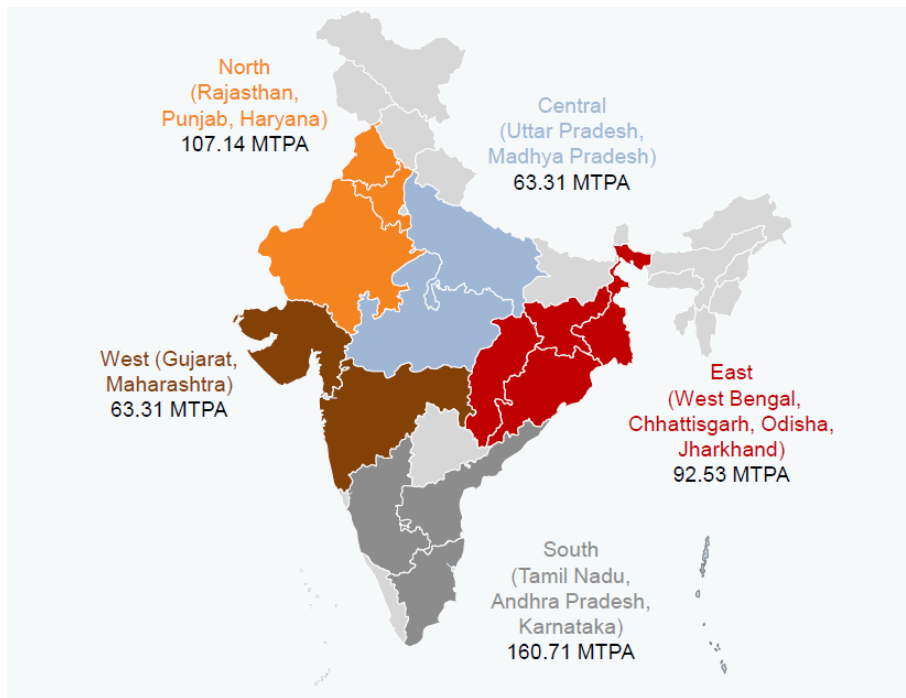 North
(Rajasthan,
Punjab, Haryana)
107.14 MTPA
Central
(Uttar Pradesh,
Madhya Pradesh)
63.31 MTPA
West (Gujarat,
Maharashtra)
63.31 MTPA
East
(West Bengal,
Chhattisgarh, Odisha,
Jharkhand)
92.53 MTPA
South
(Tamil Nadu,
Andhra Pradesh,
Karnataka)
160.71 MTPA